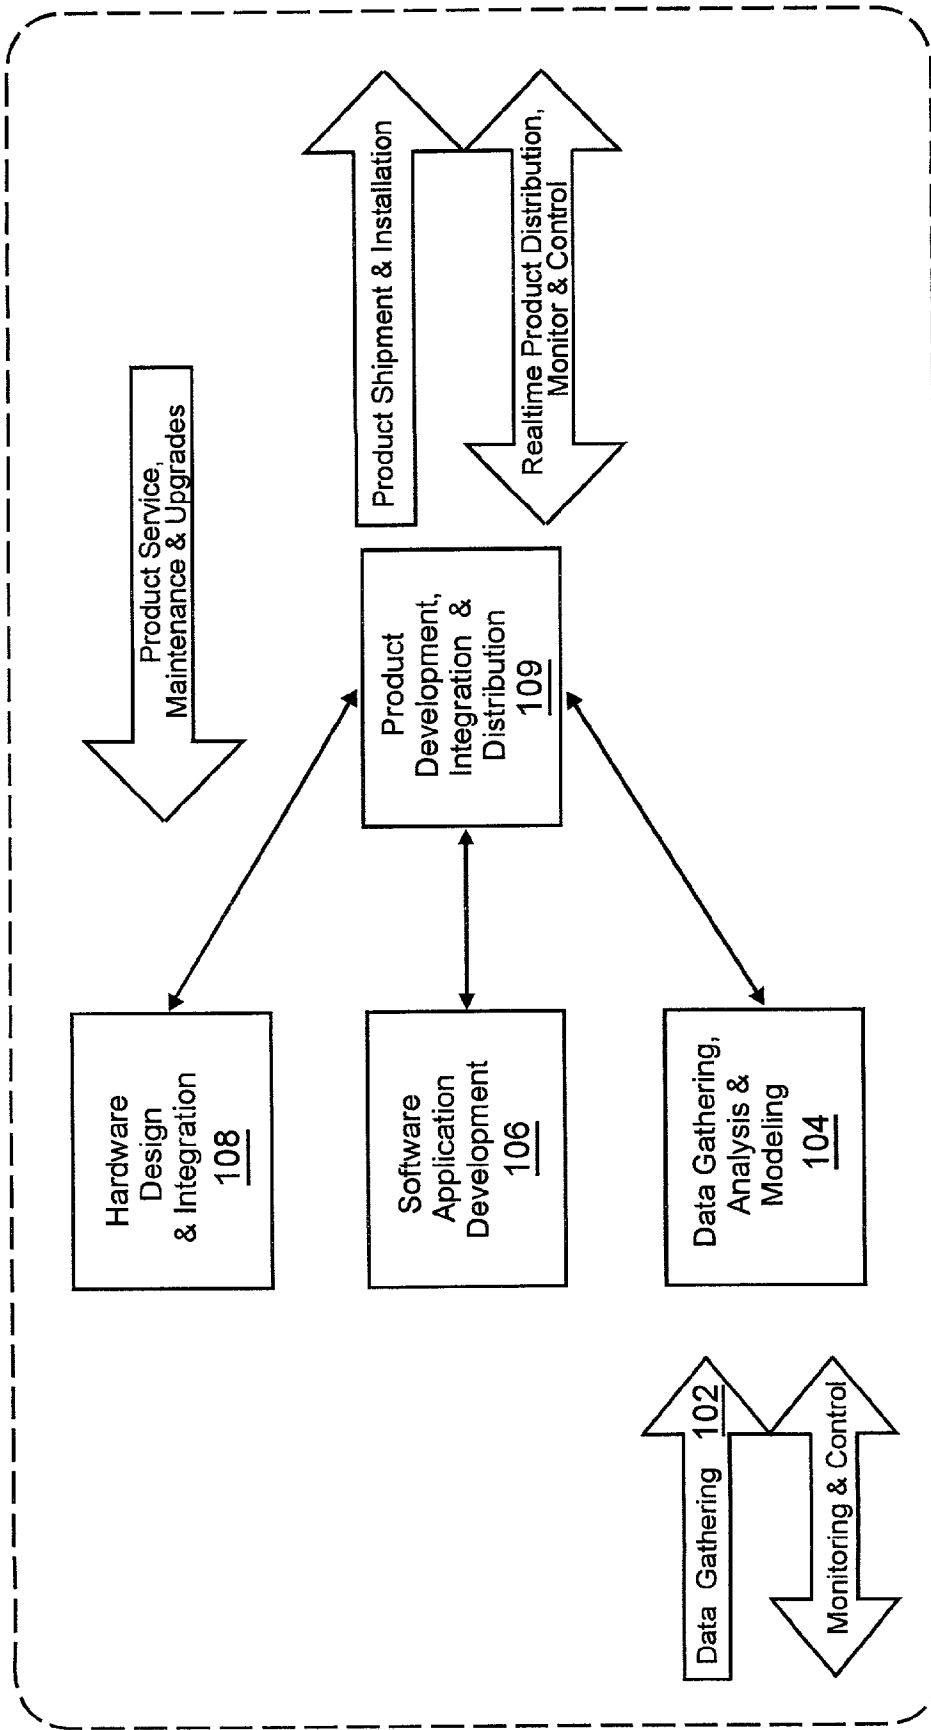 Product Service,
Maintenance & Upgrades
Hardware
Design
& Integration
108
Product Shipment & Installation
Software
Application
Development
106
Product
Development,
Integration &
Distribution
109
Realtime Product Distribution,
Monitor & Control
Data Gathering 102
Data Gathering,
Analysis &
Modeling
104
Monitoring & Control